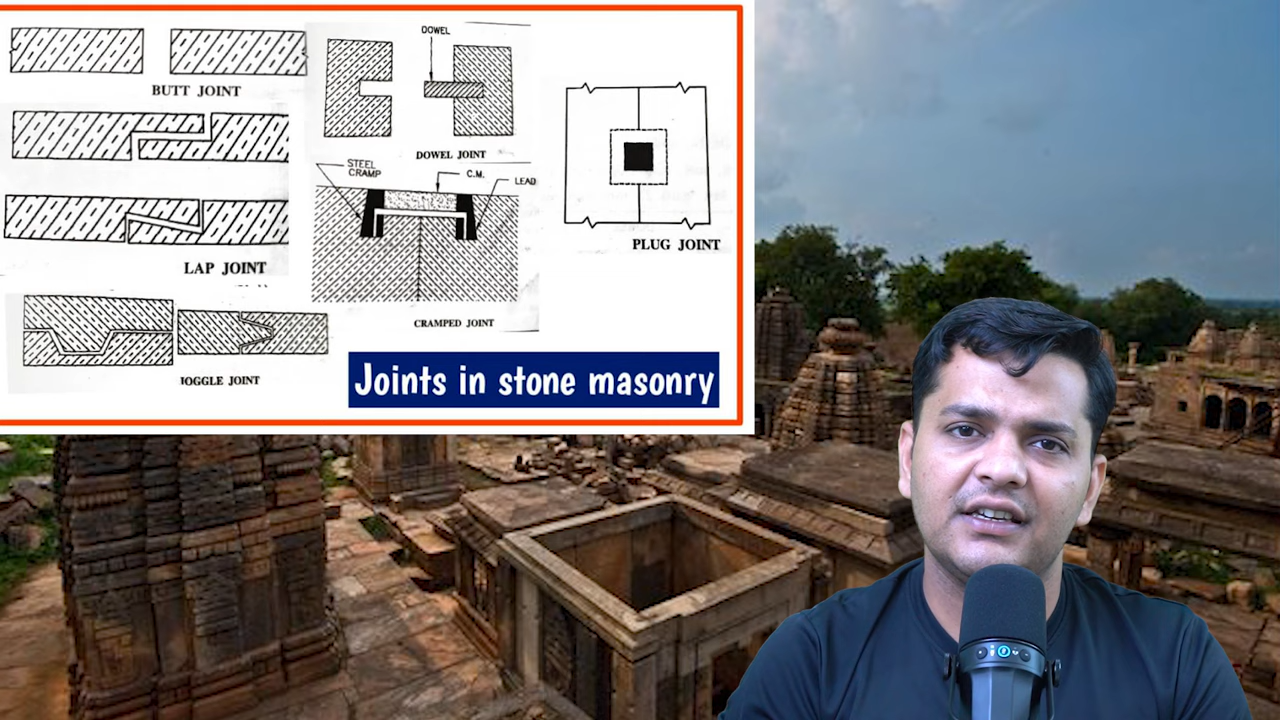 BUTT JOINT
LAP JOINT
JOGGLE JOINT
DOWEL
DOWEL JOINT
STEEL
CRAMP
C.M.
LEAD
CRAMPED JOINT
PLUG JOINT
Joints in stone masonry